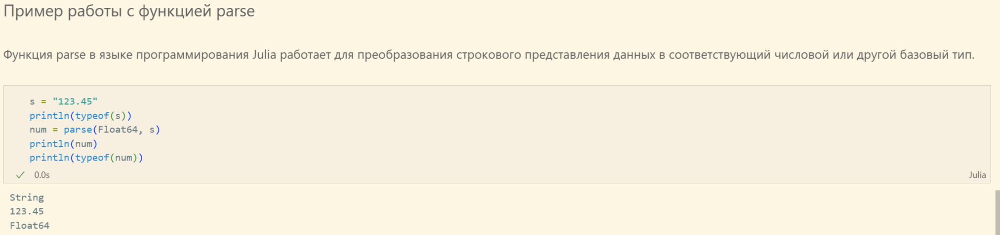 Пример работы с функцией parse
Функция parse в языке программирования Julia работает для преобразования строкового представления данных в соответствующий числовой или другой базовый тип.
s = "123.45"
println(typeof(s))
num = parse(Float64, s)
println(num)
println(typeof(num))
0.0s
Julia
String
123.45
Float64